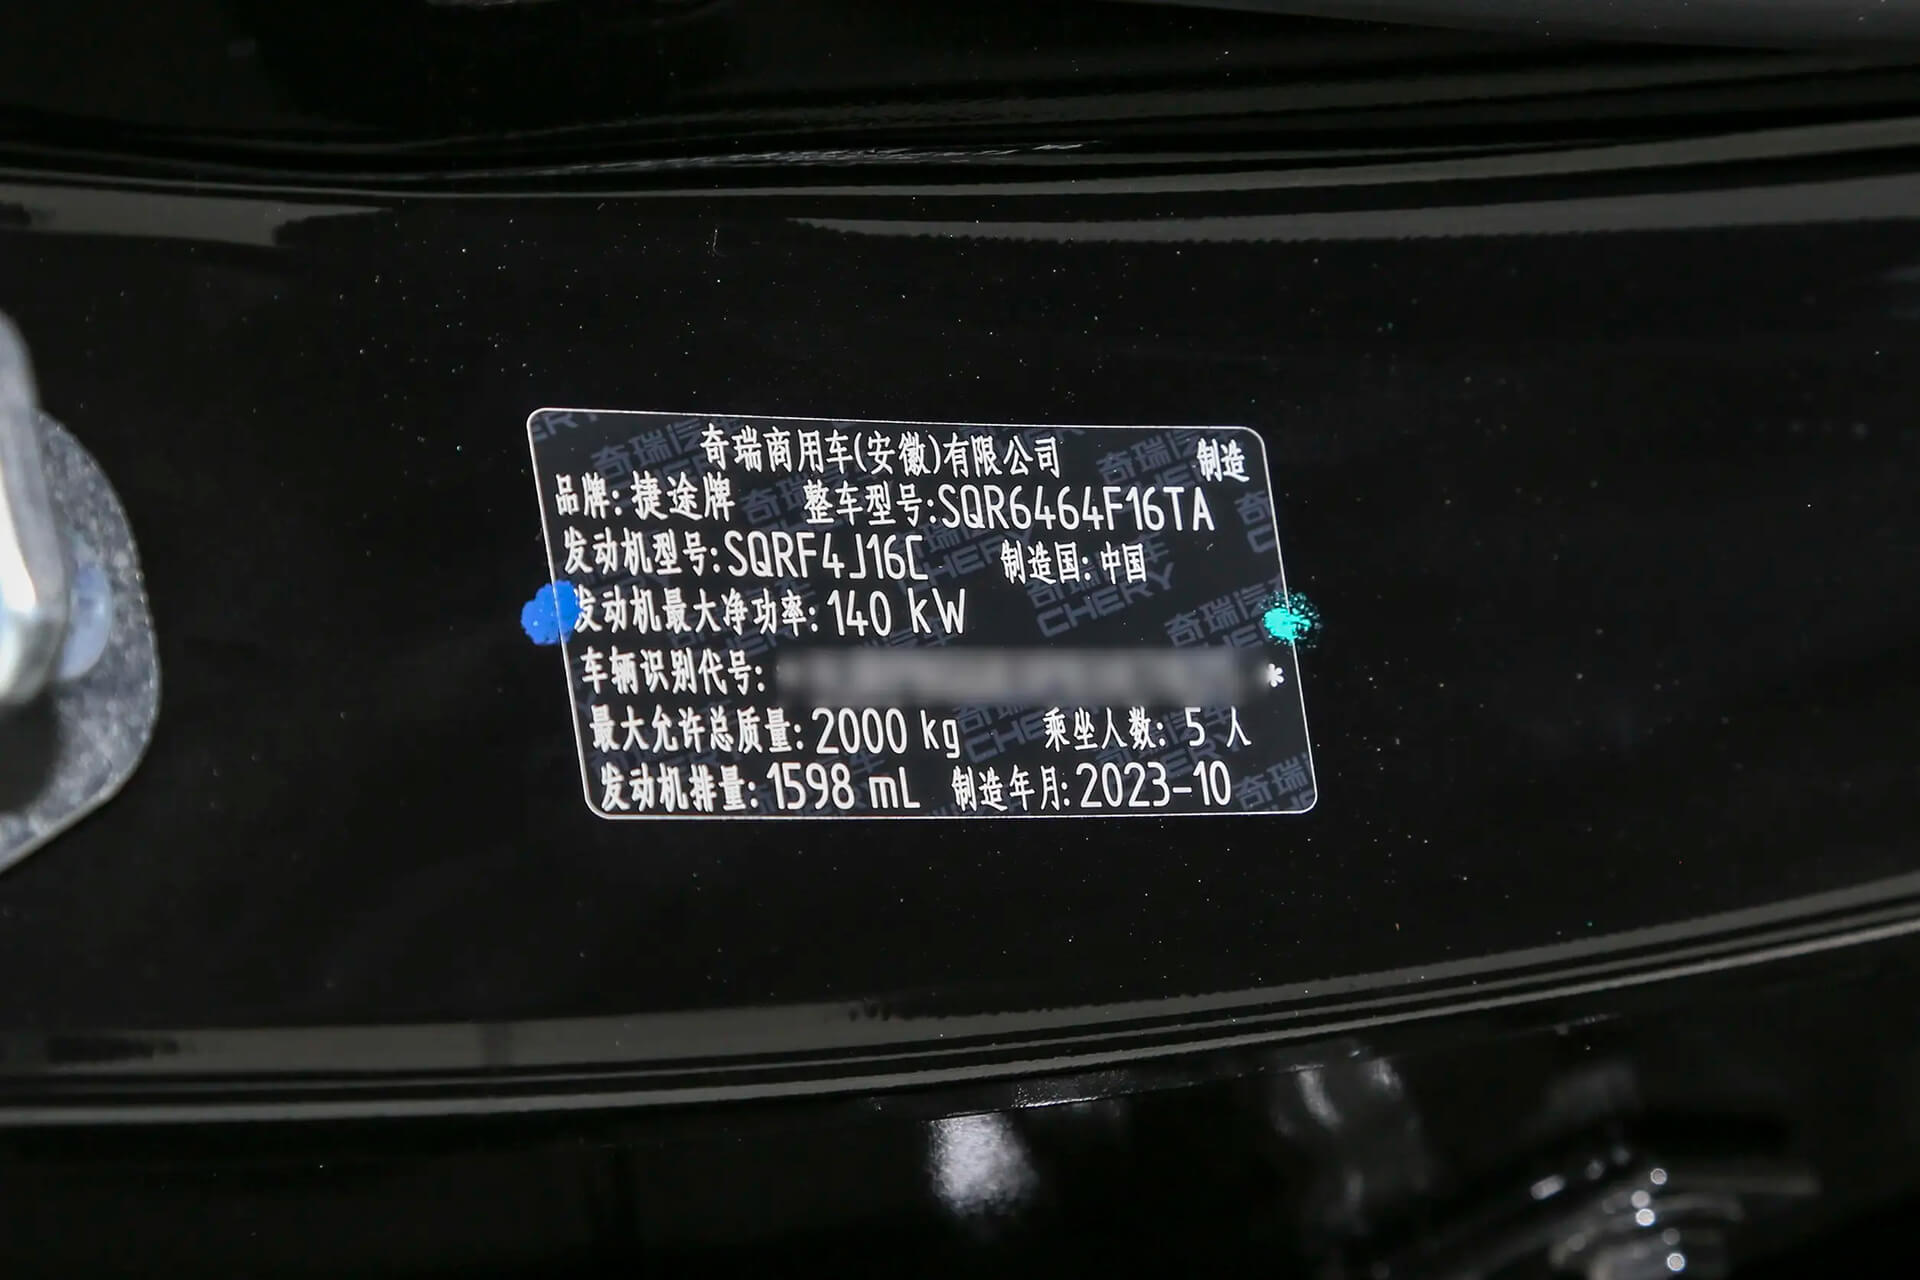 奇瑞商用车(安徽)有限公司 制造
品牌: 捷途牌 整车型号:SQR6464F16TA
发动机型号:SQRF4J16C 制造国: 中国
发动机最大净功率: 140 kW
车辆识别代号: *
最大允许总质量: 2000 kg 乘坐人数: 5 人
发动机排量: 1598 mL 制造年月: 2023-10